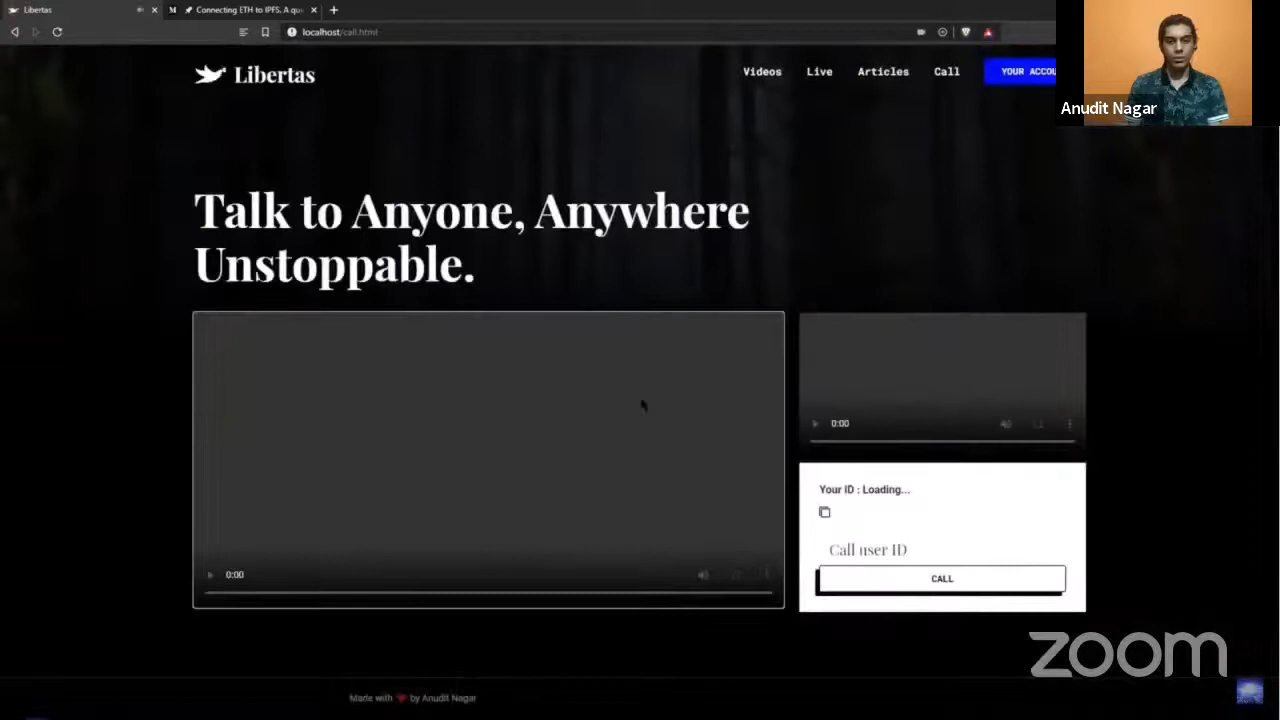 Libertas
M Connecting ETH to IPFS, A qu
localhost/call.html
Libertas
Videos
Live
Articles
Call
YOUR ACCOU
Anudit Nagar
Talk to Anyone, Anywhere
Unstoppable.
0:00
0:00
Your ID : Loading...
Call user ID
CALL
zoom
Made with ❤ by Anudit Nagar